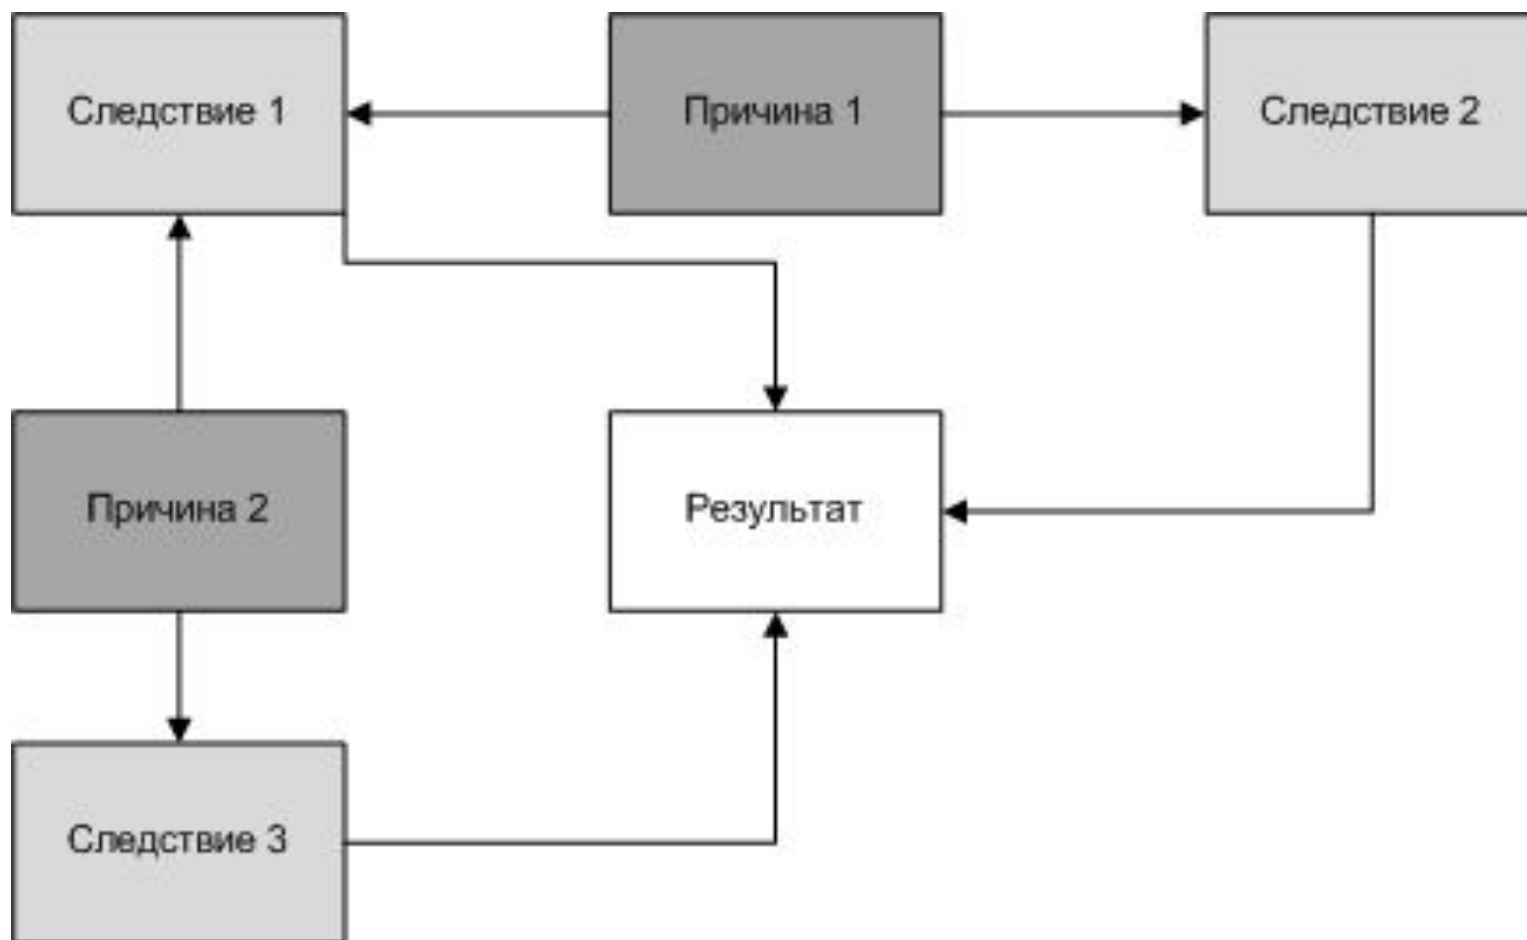 Следствие 1
Причина 1
Следствие 2
Причина 2
Результат
Следствие 3